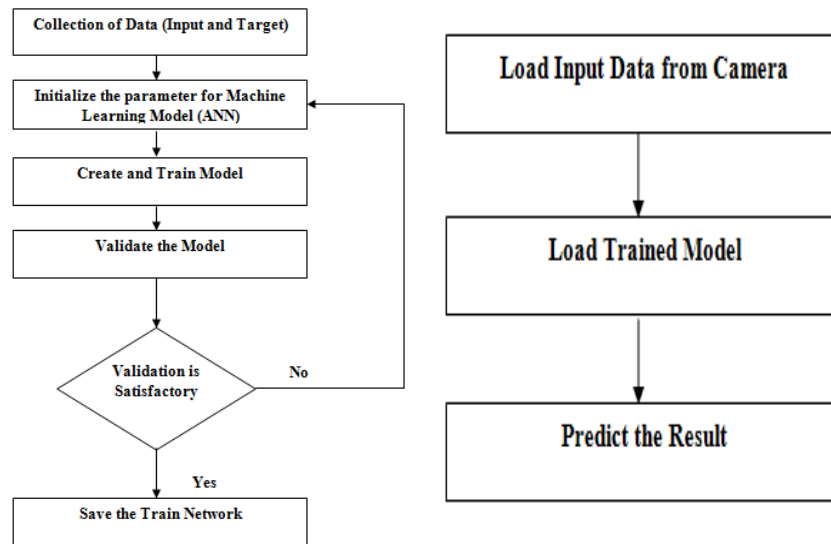 Collection of Data (Input and Target)
Initialize the parameter for Machine
Learning Model (ANN)
Create and Train Model
Validate the Model
Validation is
Satisfactory
No
Yes
Save the Train Network
Load Input Data from Camera
Load Trained Model
Predict the Result